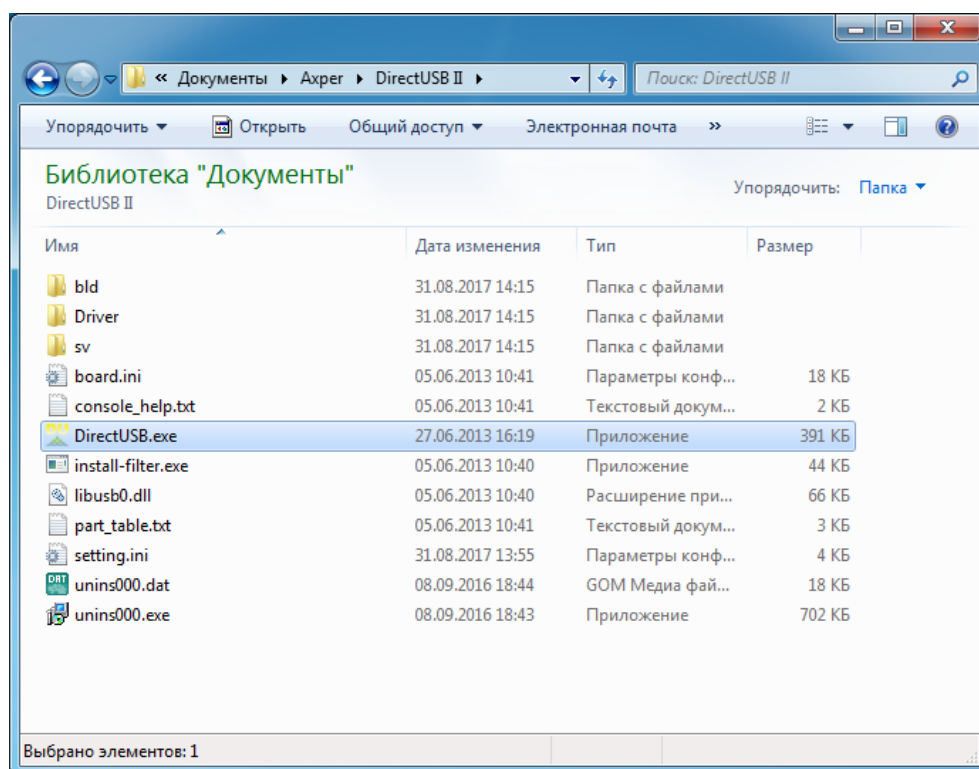 « Документы ▸ Axper ▸ DirectUSB II ▸ Поиск: DirectUSB II
Упорядочить ▼ Открыть Общий доступ ▼ Электронная почта »
Библиотека "Документы"
DirectUSB II
Упорядочить: Папка ▼
Имя Дата изменения Тип Размер
bld 31.08.2017 14:15 Папка с файлами
Driver 31.08.2017 14:15 Папка с файлами
sv 31.08.2017 14:15 Папка с файлами
board.ini 05.06.2013 10:41 Параметры конф... 18 КБ
console_help.txt 05.06.2013 10:41 Текстовый докум... 2 КБ
DirectUSB.exe 27.06.2013 16:19 Приложение 391 КБ
install-filter.exe 05.06.2013 10:40 Приложение 44 КБ
libusb0.dll 05.06.2013 10:40 Расширение при... 66 КБ
part_table.txt 05.06.2013 10:41 Текстовый докум... 3 КБ
setting.ini 31.08.2017 13:55 Параметры конф... 4 КБ
unins000.dat 08.09.2016 18:44 GOM Медиа фай... 18 КБ
unins000.exe 08.09.2016 18:43 Приложение 702 КБ
Выбрано элементов: 1